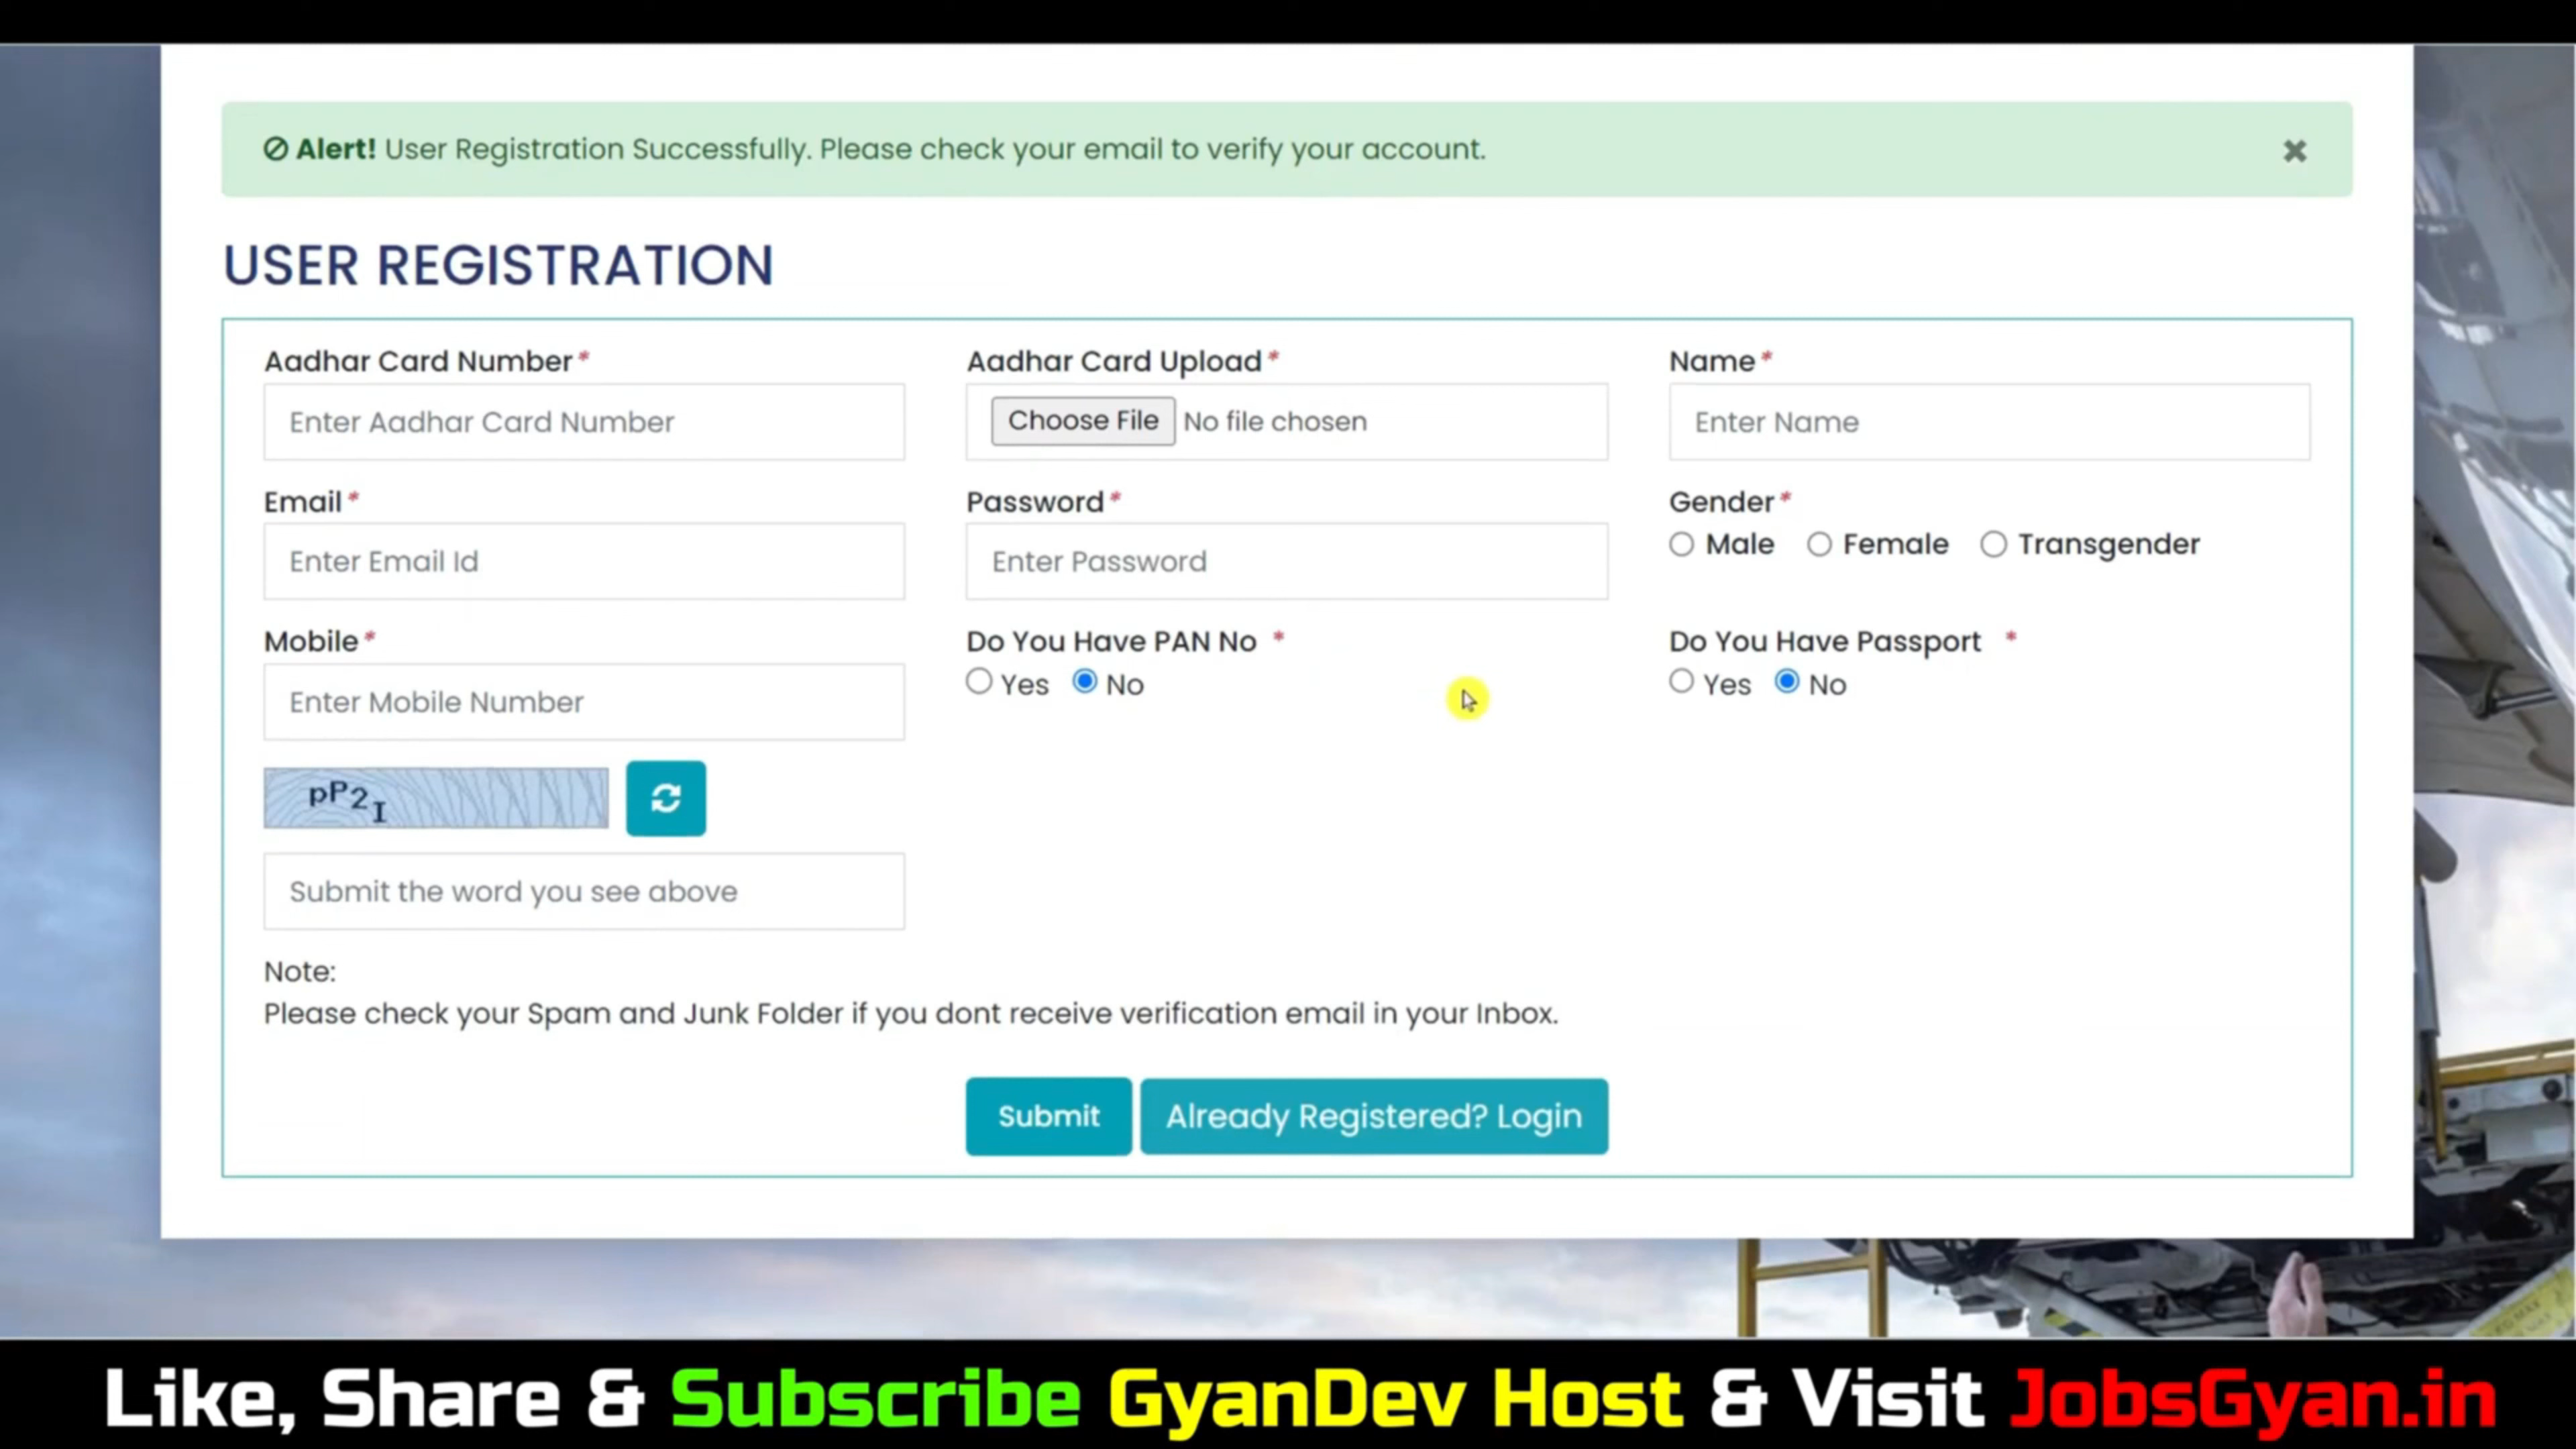 Alert! User Registration Successfully. Please check your email to verify your account.
USER REGISTRATION
Aadhar Card Number *
Aadhar Card Upload *
Name *
Enter Aadhar Card Number
Choose File No file chosen
Enter Name
Email *
Password *
Gender *
Enter Email Id
Enter Password
Male Female Transgender
Mobile *
Do You Have PAN No *
Do You Have Passport *
Enter Mobile Number
Yes No
Yes No
pP2I
Submit the word you see above
Note:
Please check your Spam and Junk Folder if you dont receive verification email in your Inbox.
Submit
Already Registered? Login
Like, Share & Subscribe GyanDev Host & Visit JobsGyan.in